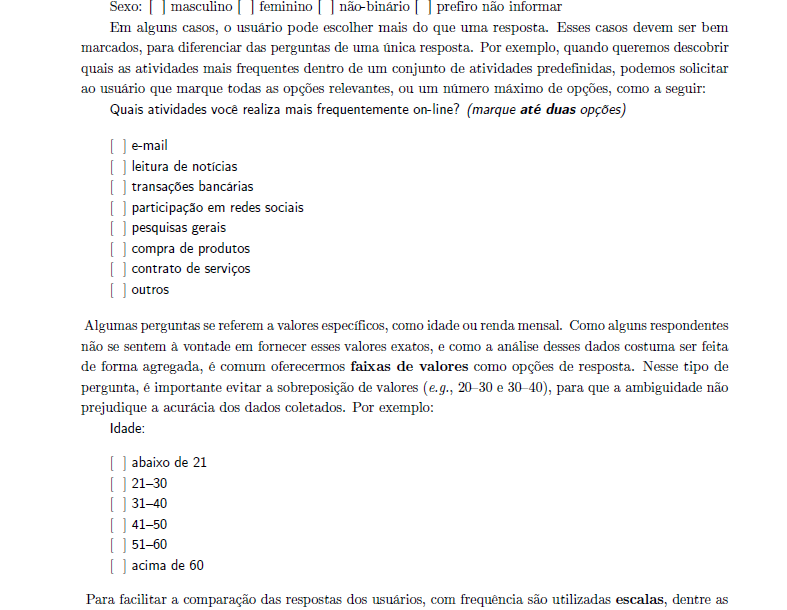 Sexo: [ ] masculino [ ] feminino [ ] não-binário [ ] prefiro não informar
Em alguns casos, o usuário pode escolher mais do que uma resposta. Esses casos devem ser bem
marcados, para diferenciar das perguntas de uma única resposta. Por exemplo, quando queremos descobrir
quais as atividades mais frequentes dentro de um conjunto de atividades predefinidas, podemos solicitar
ao usuário que marque todas as opções relevantes, ou um número máximo de opções, como a seguir:
Quais atividades você realiza mais frequentemente on-line? (marque até duas opções)
[ ] e-mail
[ ] leitura de notícias
[ ] transações bancárias
[ ] participação em redes sociais
[ ] pesquisas gerais
[ ] compra de produtos
[ ] contrato de serviços
[ ] outros
Algumas perguntas se referem a valores específicos, como idade ou renda mensal. Como alguns respondentes
não se sentem à vontade em fornecer esses valores exatos, e como a análise desses dados costuma ser feita
de forma agregada, é comum oferecermos faixas de valores como opções de resposta. Nesse tipo de
pergunta, é importante evitar a sobreposição de valores (e.g., 20–30 e 30–40), para que a ambiguidade não
prejudique a acurácia dos dados coletados. Por exemplo:
Idade:
[ ] abaixo de 21
[ ] 21–30
[ ] 31–40
[ ] 41–50
[ ] 51–60
[ ] acima de 60
Para facilitar a comparação das respostas dos usuários, com frequência são utilizadas escalas, dentre as